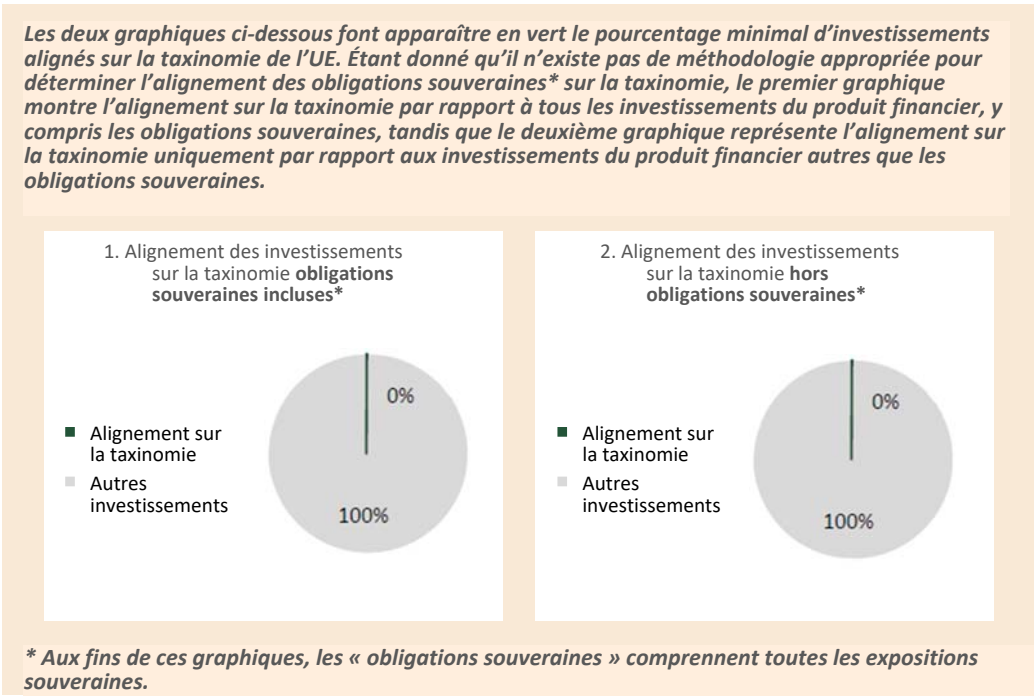 Les deux graphiques ci-dessous font apparaître en vert le pourcentage minimal d’investissements
alignés sur la taxinomie de l’UE. Étant donné qu’il n’existe pas de méthodologie appropriée pour
déterminer l’alignement des obligations souveraines* sur la taxinomie, le premier graphique
montre l’alignement sur la taxinomie par rapport à tous les investissements du produit financier, y
compris les obligations souveraines, tandis que le deuxième graphique représente l’alignement sur
la taxinomie uniquement par rapport aux investissements du produit financier autres que les
obligations souveraines.
1. Alignement des investissements
sur la taxinomie obligations
souveraines incluses*
0%
Alignement sur
la taxinomie
Autres
investissements
100%
2. Alignement des investissements
sur la taxinomie hors
obligations souveraines*
0%
Alignement sur
la taxinomie
Autres
investissements
100%
* Aux fins de ces graphiques, les « obligations souveraines » comprennent toutes les expositions
souveraines.